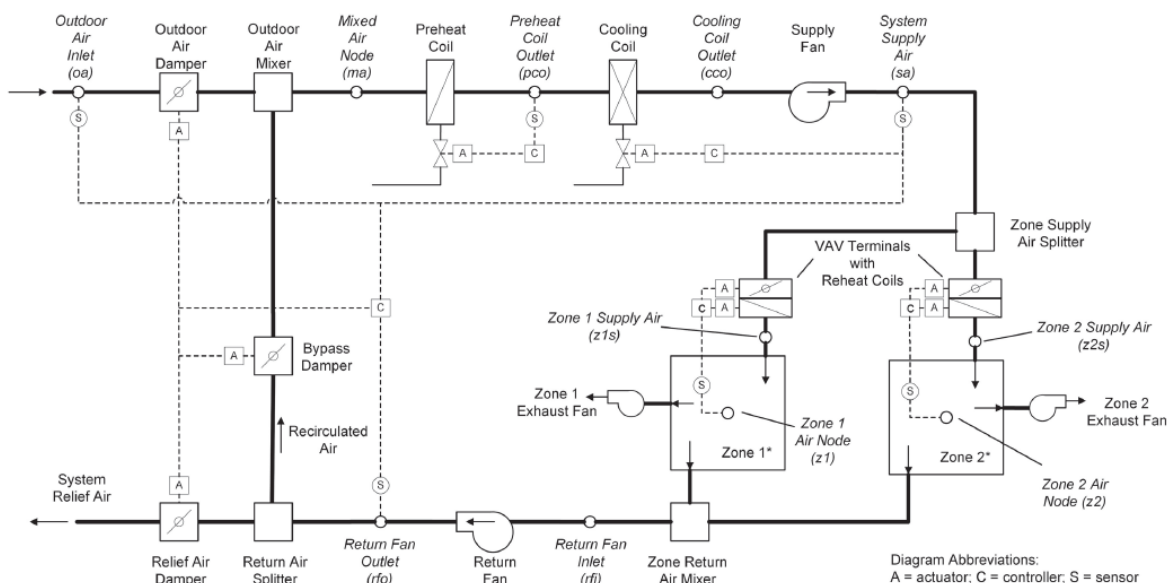 Outdoor
Air
Inlet
(oa)
Outdoor
Air
Damper
Outdoor
Air
Mixer
Mixed
Air
Node
(ma)
Preheat
Coil
Preheat
Coil
Outlet
(pco)
Cooling
Coil
Cooling
Coil
Outlet
(cco)
Supply
Fan
System
Supply
Air
(sa)
S
A
A
C
S
A
C
S
Zone Supply
Air Splitter
VAV Terminals
with
Reheat Coils
A
C
A
A
C
A
C
Zone 1 Supply Air
(z1s)
Zone 2 Supply Air
(z2s)
A
Bypass
Damper
S
S
Zone 1
Exhaust Fan
Zone 2
Exhaust Fan
Zone 1
Air Node
(z1)
Zone 1*
Zone 2*
Zone 2 Air
Node (z2)
Recirculated
Air
System
Relief Air
A
S
Relief Air
Damper
Return Air
Splitter
Return Fan
Outlet
(rfo)
Return
Fan
Return Fan
Inlet
(rfi)
Zone Return
Air Mixer
Diagram Abbreviations:
A = actuator; C = controller; S = sensor